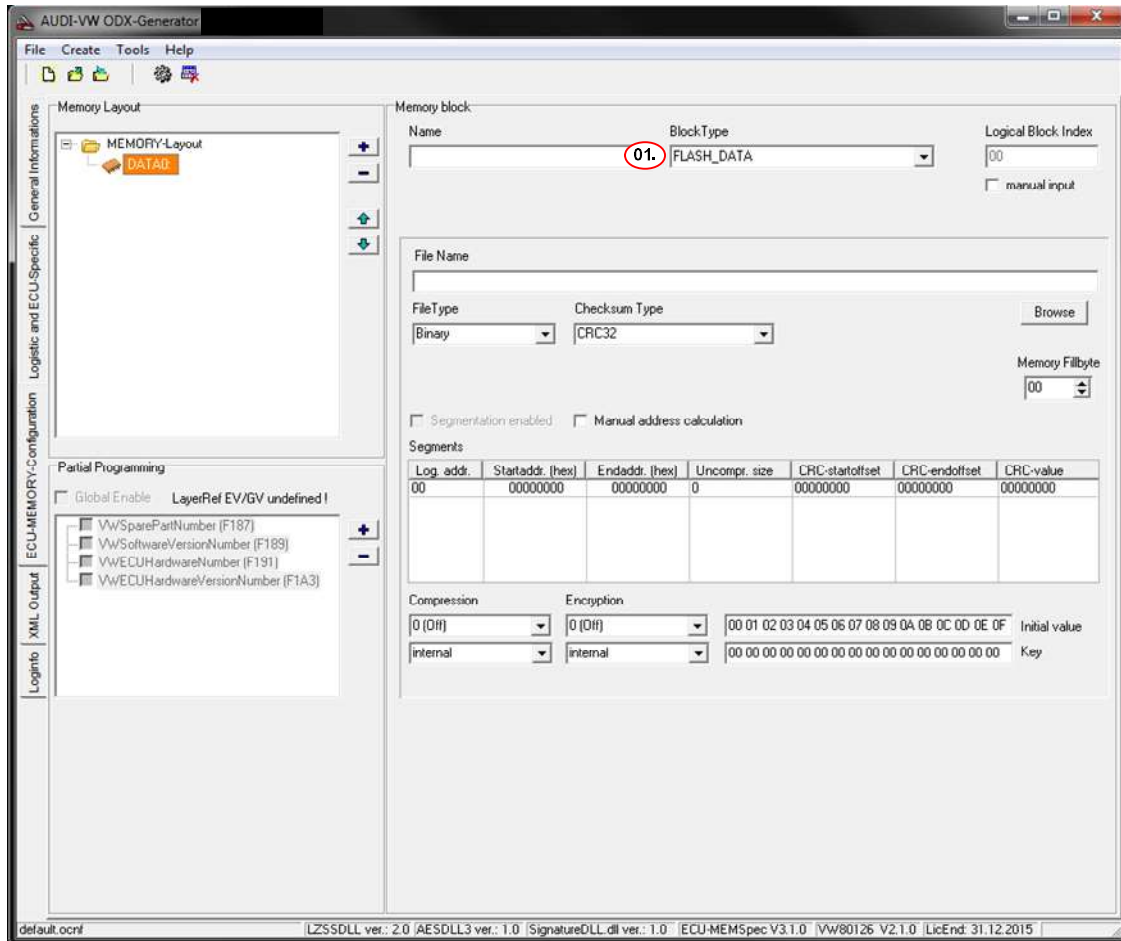 AUDI-VW ODX-Generator
File Create Tools Help
General Informations
Logistic and ECU-Specific
ECU-MEMORY-Configuration
XML Output
Loginfo
Memory Layout
MEMORY-Layout
DATA0:
Partial Programming
Global Enable LayerRef EV/GV undefined !
VWSparePartNumber (F187)
VWSoftwareVersionNumber (F189)
VWECUHardwareNumber (F191)
VWECUHardwareVersionNumber (F1A3)
Memory block
Name BlockType Logical Block Index
01. FLASH_DATA 00
manual input
File Name
FileType Checksum Type Browse
Binary CRC32
Memory Fillbyte
00
Segmentation enabled Manual address calculation
Segments
Log. addr. Startaddr. (hex) Endaddr. (hex) Uncompr. size CRC-startoffset CRC-endoffset CRC-value
00 00000000 00000000 0 00000000 00000000 00000000
Compression Encryption
0 (Off) 0 (Off) 00 01 02 03 04 05 06 07 08 09 0A 0B 0C 0D 0E 0F Initial value
internal internal 00 00 00 00 00 00 00 00 00 00 00 00 00 00 00 00 Key
default.ocnf LZSSDLL ver.: 2.0 AESDLL3 ver.: 1.0 SignatureDLL.dll ver.: 1.0 ECU-MEMSpec V3.1.0 VW80126 V2.1.0 LicEnd: 31.12.2015